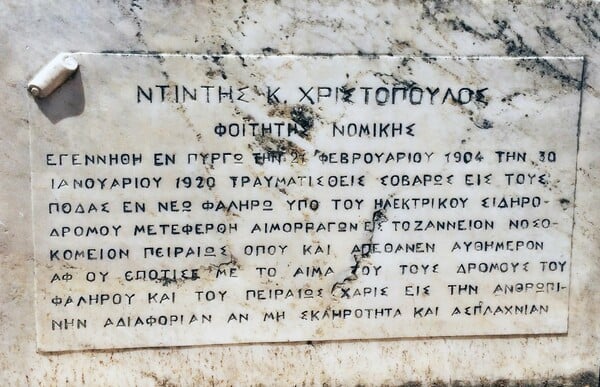 ΝΤΙΝΤΗΣ Κ. ΧΡΙΣΤΟΠΟΥΛΟΣ
ΦΟΙΤΗΤΗΣ ΝΟΜΙΚΗΣ
ΕΓΕΝΝΗΘΗ ΕΝ ΠΥΡΓΩ ΤΗΝ ΦΕΒΡΟΥΑΡΙΟΥ 1904 ΤΗΝ 30
ΙΑΝΟΥΑΡΙΟΥ 1920 ΤΡΑΥΜΑΤΙΣΘΕΙΣ ΣΟΒΑΡΩΣ ΕΙΣ ΤΟΥΣ
ΠΟΔΑΣ ΕΝ ΝΕΩ ΦΑΛΗΡΩ ΥΠΟ ΤΟΥ ΗΛΕΚΤΡΙΚΟΥ ΣΙΔΗΡΟ-
ΔΡΟΜΟΥ ΜΕΤΕΦΕΡΘΗ ΑΙΜΟΡΡΑΓΩΝ ΕΣ ΤΟ ΖΑΝΝΕΙΟΝ ΝΟΣΟ-
ΚΟΜΕΙΟΝ ΠΕΙΡΑΙΩΣ ΟΠΟΥ ΚΑΙ ΑΠΕΘΑΝΕΝ ΑΥΘΗΜΕΡΟΝ
ΑΦ ΟΥ ΕΠΟΤΙΣΕ ΜΕ ΤΟ ΑΙΜΑ ΤΟΥ ΤΟΥΣ ΔΡΟΜΟΥΣ ΤΟΥ
ΦΑΛΗΡΟΥ ΚΑΙ ΤΟΥ ΠΕΙΡΑΙΩΣ ΧΑΡΙΣ ΕΙΣ ΤΗΝ ΑΝΘΡΩΠΙ-
ΝΗΝ ΑΔΙΑΦΟΡΙΑΝ ΑΝ ΜΗ ΣΚΛΗΡΟΤΗΤΑ ΚΑΙ ΑΣΠΛΑΧΝΙΑΝ